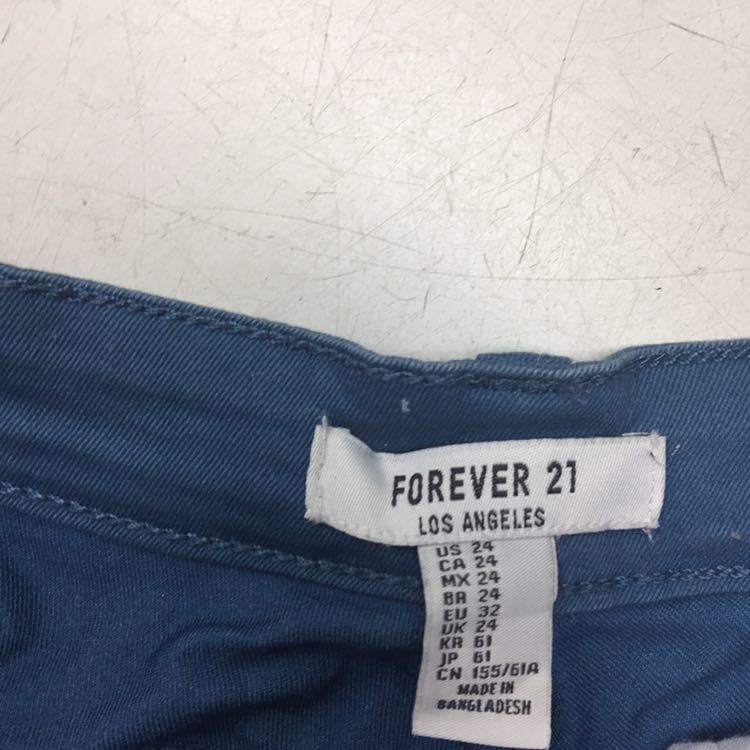 FOREVER 21
LOS ANGELES
US 24
CA 24
MX 24
BR 24
EU 32
UK 24
KR 61
JP 61
CN 155/61A
MADE IN
BANGLADESH